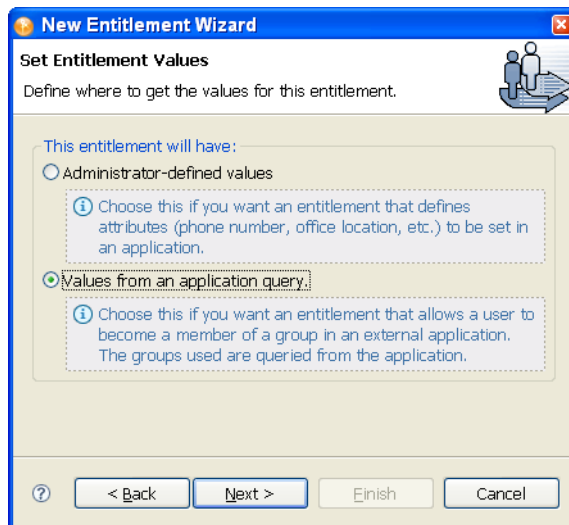 New Entitlement Wizard
Set Entitlement Values
Define where to get the values for this entitlement.
This entitlement will have:
Administrator-defined values
Choose this if you want an entitlement that defines
attributes (phone number, office location, etc.) to be set in
an application.
Values from an application query.
Choose this if you want an entitlement that allows a user to
become a member of a group in an external application.
The groups used are queried from the application.
< Back Next > Finish Cancel